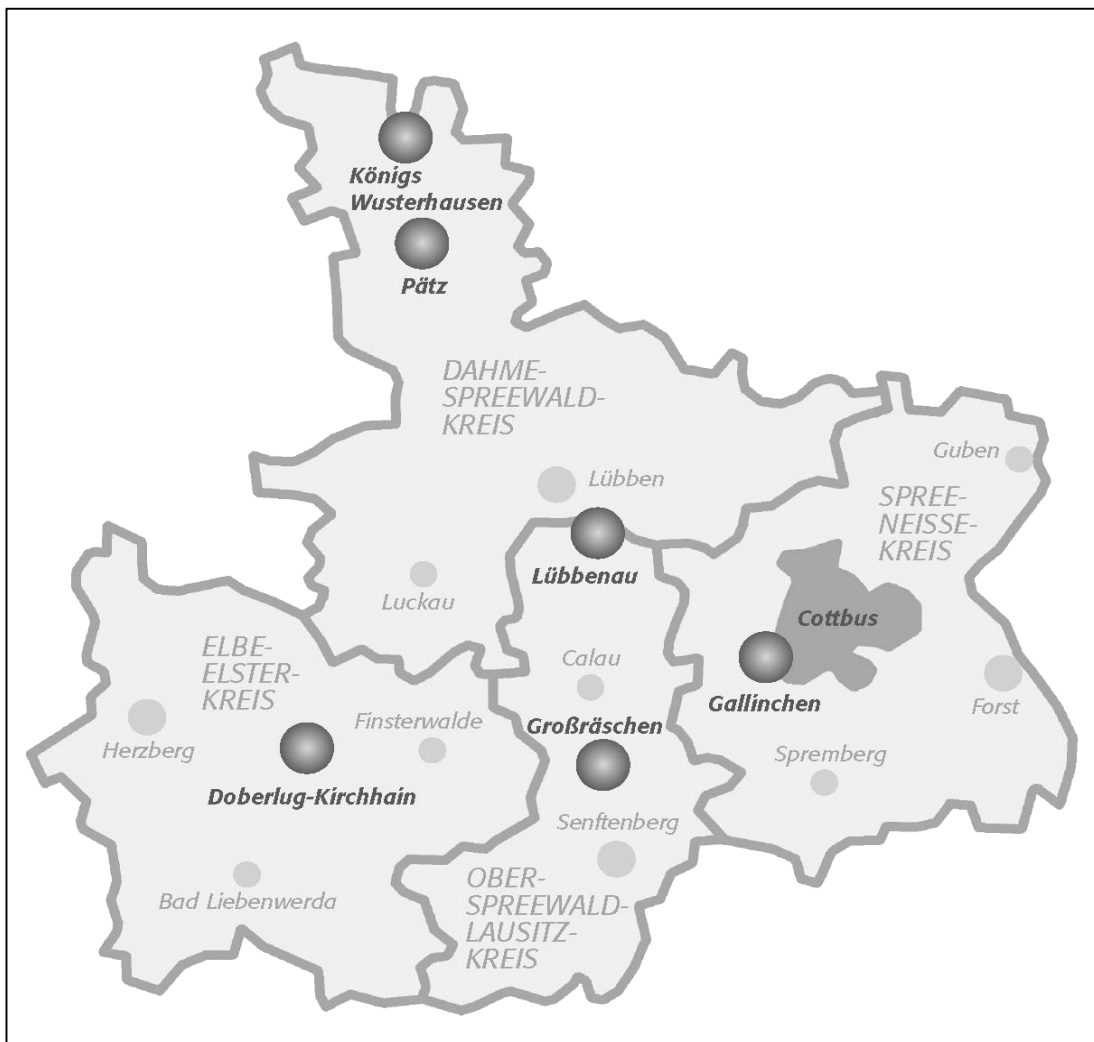 Königs
Wusterhausen
Pätz
DAHME-
SPREEWALD-
KREIS
Guben
Lübben
SPREE-
NEISSE-
KREIS
Lübbenau
Luckau
Cottbus
ELBE-
ELSTER-
KREIS
Calau
Gallinchen
Forst
Herzberg
Finsterwalde
Großräschen
Spremberg
Doberlug-Kirchhain
Senftenberg
Bad Liebenwerda
OBER-
SPREEWALD-
LAUSITZ-
KREIS